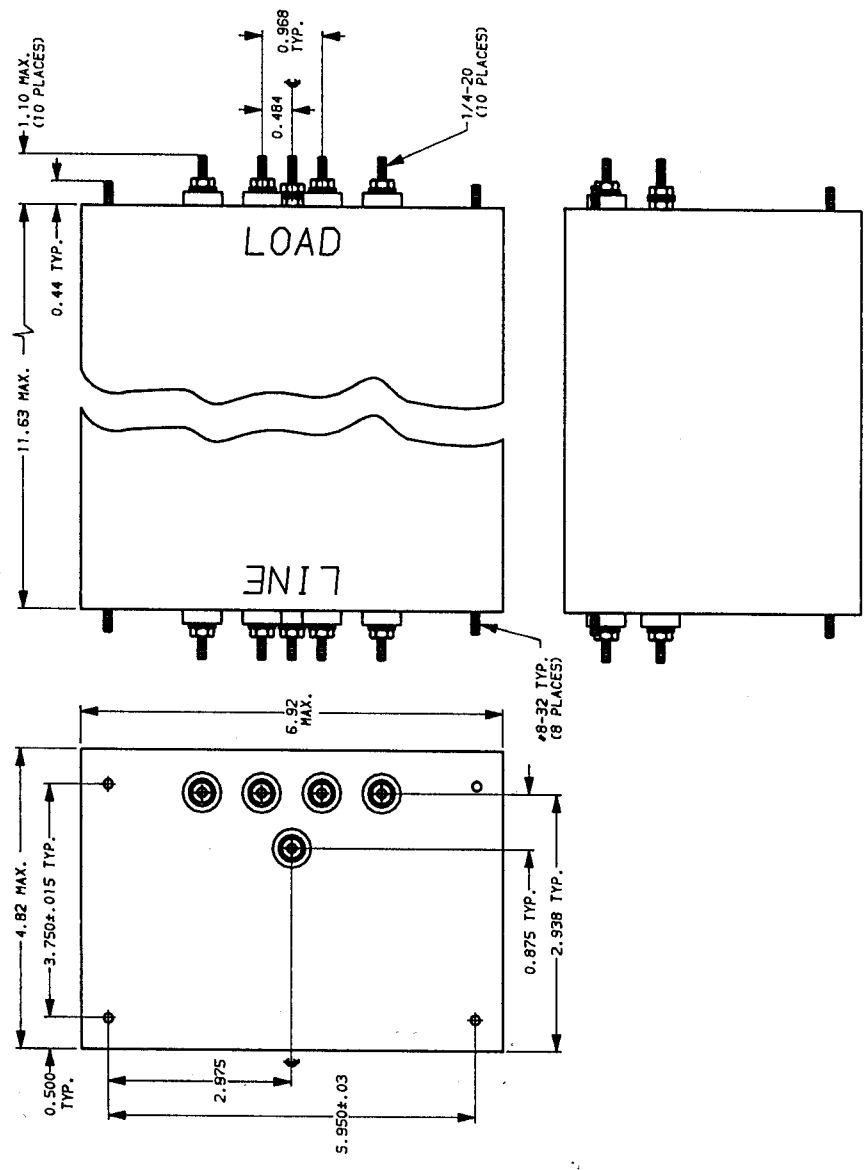 1.10 MAX.
(10 PLACES)
0.968
TYP.
0.484
1/4-20
(10 PLACES)
0.44 TYP.
11.63 MAX.
LOAD
LINE
#8-32 TYP.
(8 PLACES)
6.92
MAX.
4.82 MAX.
3.750±.015 TYP.
0.500
TYP.
2.975
5.950±.03
0.875 TYP.
2.938 TYP.